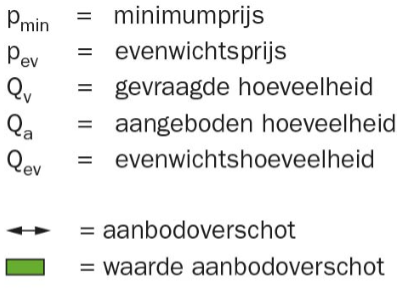 p_min = minimumprijs
p_ev = evenwichtsprijs
Q_v = gevraagde hoeveelheid
Q_a = aangeboden hoeveelheid
Q_ev = evenwichtshoeveelheid
= aanbodoverschot
= waarde aanbodoverschot